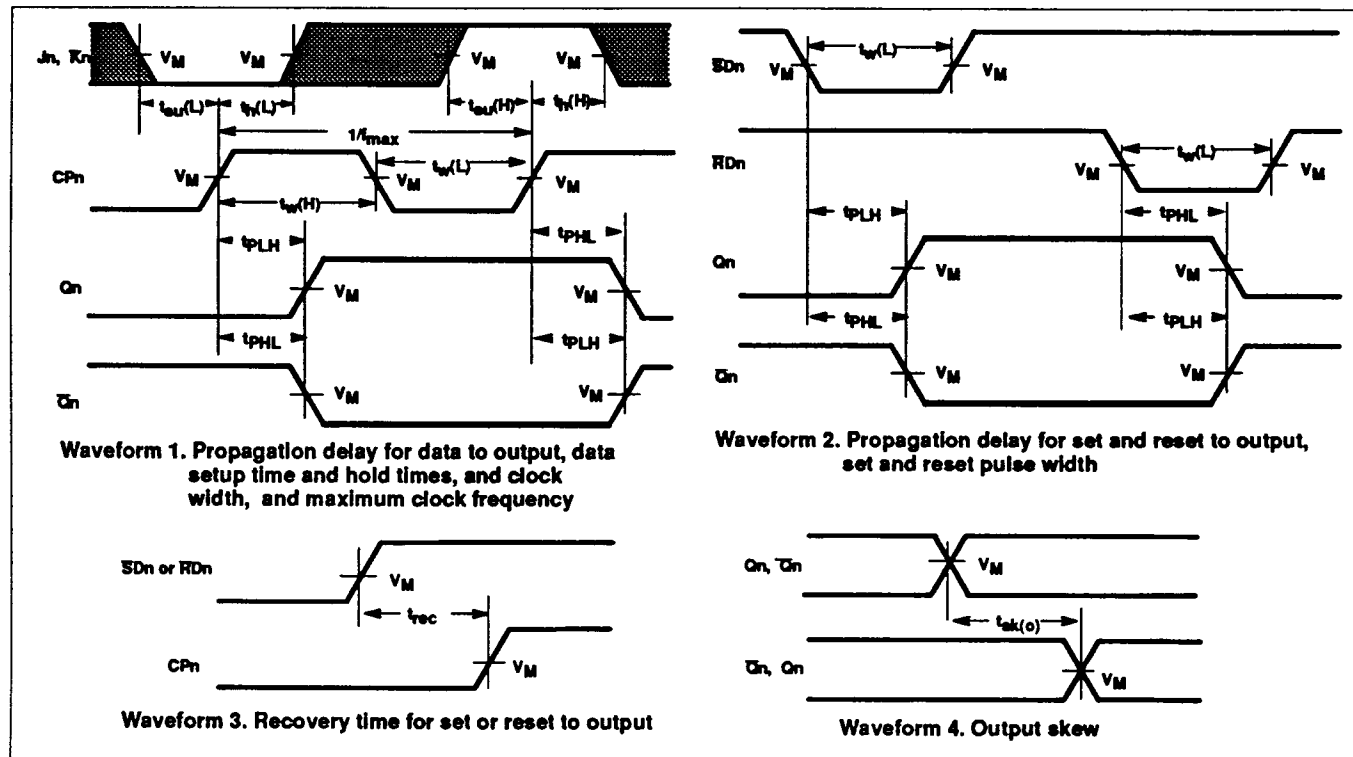 Jn, K̅n
VM VM VM VM
tsu(L) th(L) tsu(H) th(H)
1/fmax
CPn
VM VM VM
tw(L)
tw(H)
tPLH tPHL
Qn
VM VM
tPHL tPLH
Q̅n
VM VM
Waveform 1. Propagation delay for data to output, data
setup time and hold times, and clock
width, and maximum clock frequency
S̅Dn
VM VM
tw(L)
R̅Dn
VM VM
tw(L)
tPLH tPHL
Qn
VM VM
tPHL tPLH
Q̅n
VM VM
Waveform 2. Propagation delay for set and reset to output,
set and reset pulse width
S̅Dn or R̅Dn
VM
trec
CPn
VM
Waveform 3. Recovery time for set or reset to output
Qn, Q̅n
VM
tsk(o)
Q̅n, Qn
VM
Waveform 4. Output skew